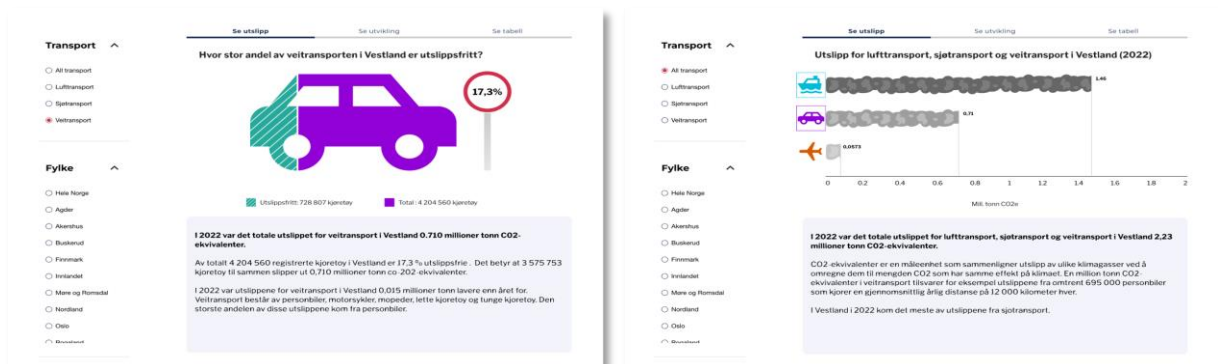 Se utslipp
Se utvikling
Se tabell
Transport
Hvor stor andel av veitransporten i Vestland er utslippsfritt?
All transport
Lufttransport
Sjøtransport
Veitransport
17,3%
Fylke
Hele Norge
Agder
Akershus
Buskerud
Finnmark
Innlandet
Møre og Romsdal
Nordland
Oslo
Rogaland
Utslippsfritt: 728 807 kjøretøy
Total : 4 204 560 kjøretøy
I 2022 var det totale utslippet for veitransport i Vestland 0.710 millioner tonn CO2-
ekvivalenter.
Av totalt 4 204 560 registrerte kjøretoy i Vestland er 17,3 % utslippsfrie . Det betyr at 3 575 753
kjoretoy til sammen slipper ut 0,710 millioner tonn co-202-ekvivalenter.
I 2022 var utslippene for veitransport i Vestland 0,015 millioner tonn lavere enn året for.
Veitransport består av personbiler, motorsykler, mopeder, lette kjoretoy og tunge kjoretoy. Den
storste andelen av disse utslippene kom fra personbiler.
Se utslipp
Se utvikling
Se tabell
Transport
Utslipp for lufttransport, sjøtransport og veitransport i Vestland (2022)
All transport
Lufttransport
Sjøtransport
Veitransport
1,46
0,71
0,0573
0 0.2 0.4 0.6 0.8 1 1.2 1.4 1.6 1.8 2
Mill. tonn CO2e
Fylke
Hele Norge
Agder
Akershus
Buskerud
Finnmark
Innlandet
Møre og Romsdal
Nordland
Oslo
Rogaland
I 2022 var det totale utslippet for lufttransport, sjøtransport og veitransport i Vestland 2,23
millioner tonn CO2-ekvivalenter.
CO2-ekvivalenter er en måleenhet som sammenligner utslipp av ulike klimagasser ved å
omregne dem til mengden CO2 som har samme effekt på klimaet. En million tonn CO2-
ekvivalenter i veitransport tilsvarer for eksempel utslippene fra omtrent 695 000 personbiler
som kjorer en gjennomsnittlig årlig distanse på 12 000 kilometer hver.
I Vestland i 2022 kom det meste av utslippene fra sjotransport.